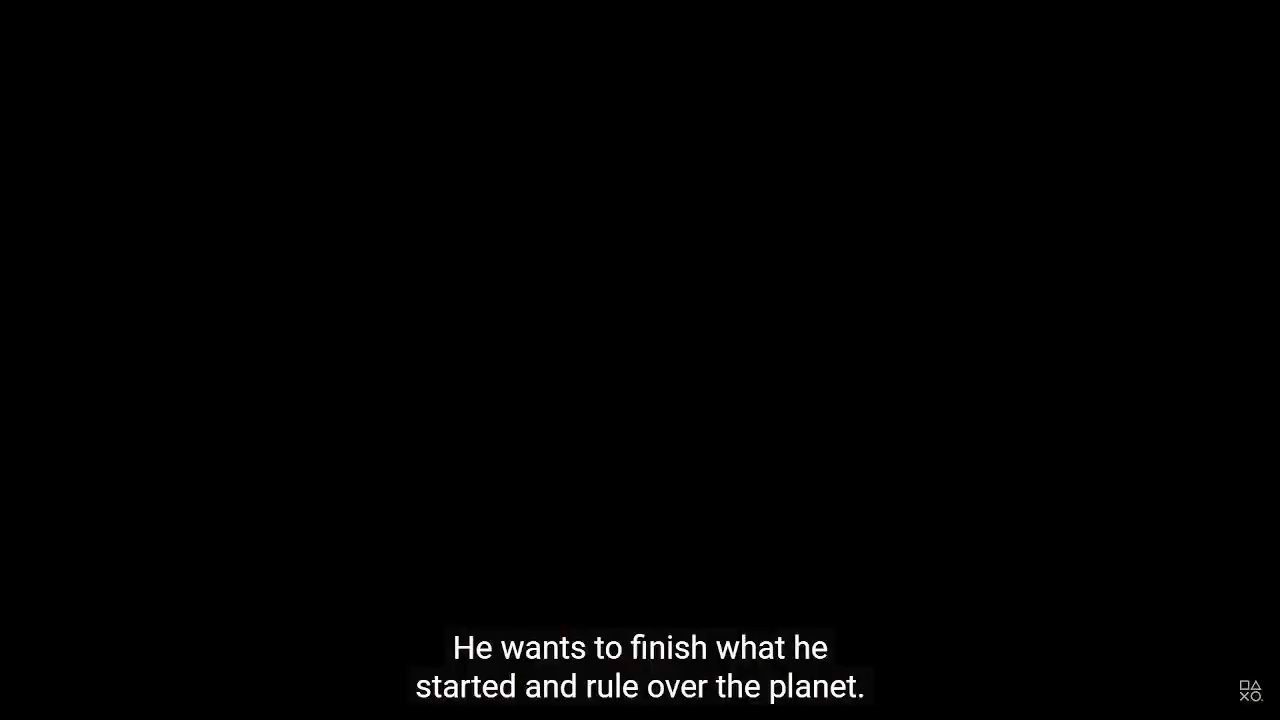 He wants to finish what he
started and rule over the planet.